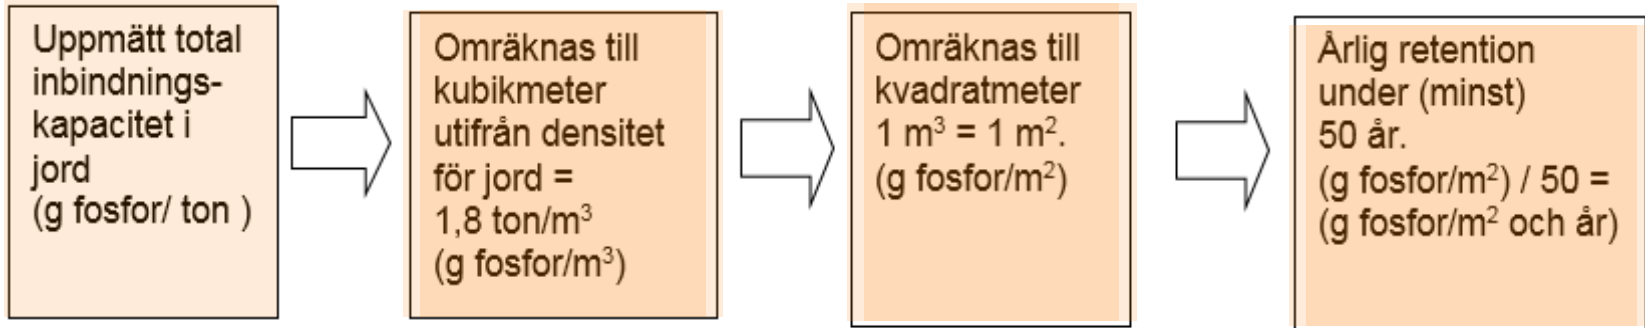 Uppmätt total
inbindnings-
kapacitet i
jord
(g fosfor/ ton )
Omräknas till
kubikmeter
utifrån densitet
för jord =
1,8 ton/m³
(g fosfor/m³)
Omräknas till
kvadratmeter
1 m³ = 1 m².
(g fosfor/m²)
Årlig retention
under (minst)
50 år.
(g fosfor/m²) / 50 =
(g fosfor/m² och år)